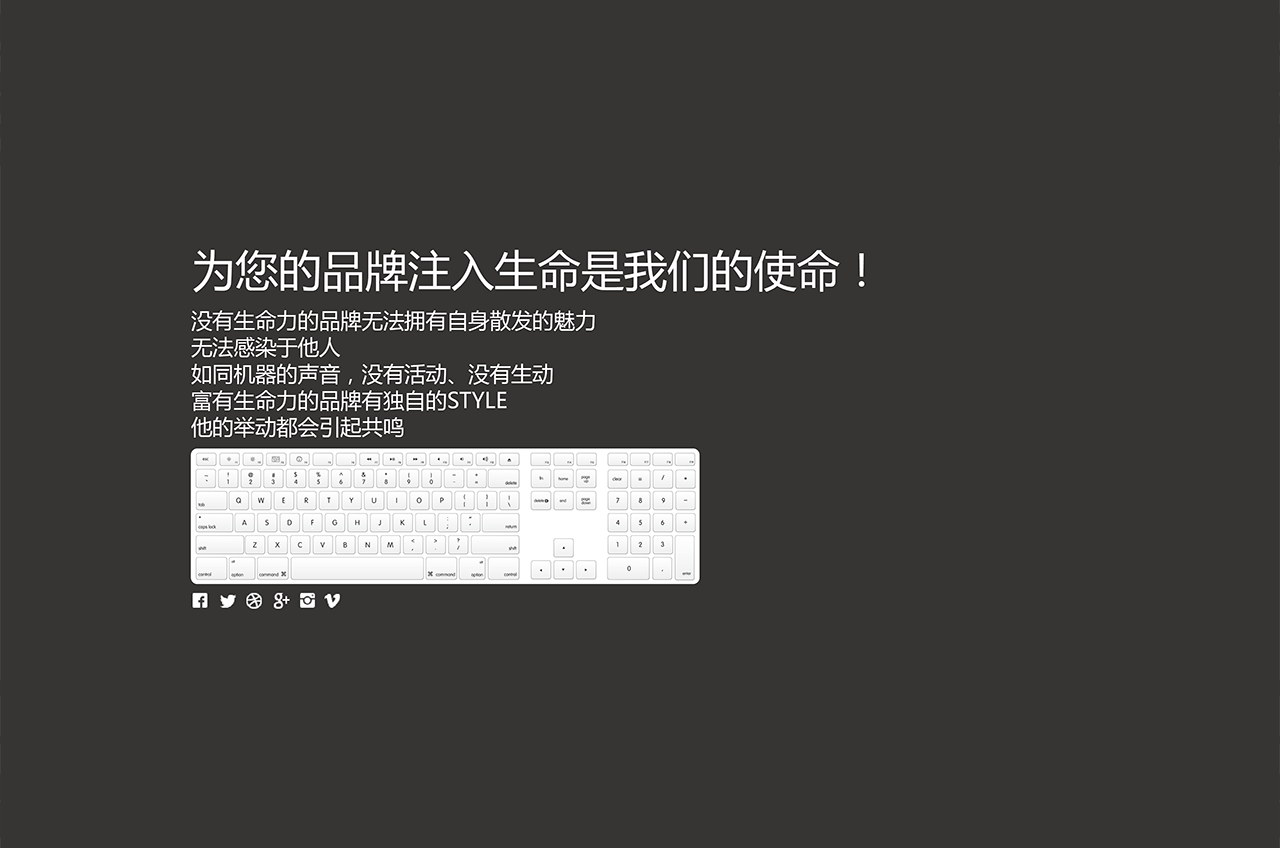 为您的品牌注入生命是我们的使命！
没有生命力的品牌无法拥有自身散发的魅力
无法感染于他人
如同机器的声音，没有活动、没有生动
富有生命力的品牌有独自的STYLE
他的举动都会引起共鸣
esc
~ ! @ # $ % ^ & * ( ) _ +
1 2 3 4 5 6 7 8 9 0 - = delete fn home page up clear = / *
tab Q W E R T Y U I O P { } | [ ] \ delete end page down 7 8 9 −
caps lock A S D F G H J K L : " ; ' return 4 5 6 +
shift Z X C V B N M < > ? , . / shift 1 2 3
control alt option command ⌘ ⌘ command alt option control 0 . enter
g+